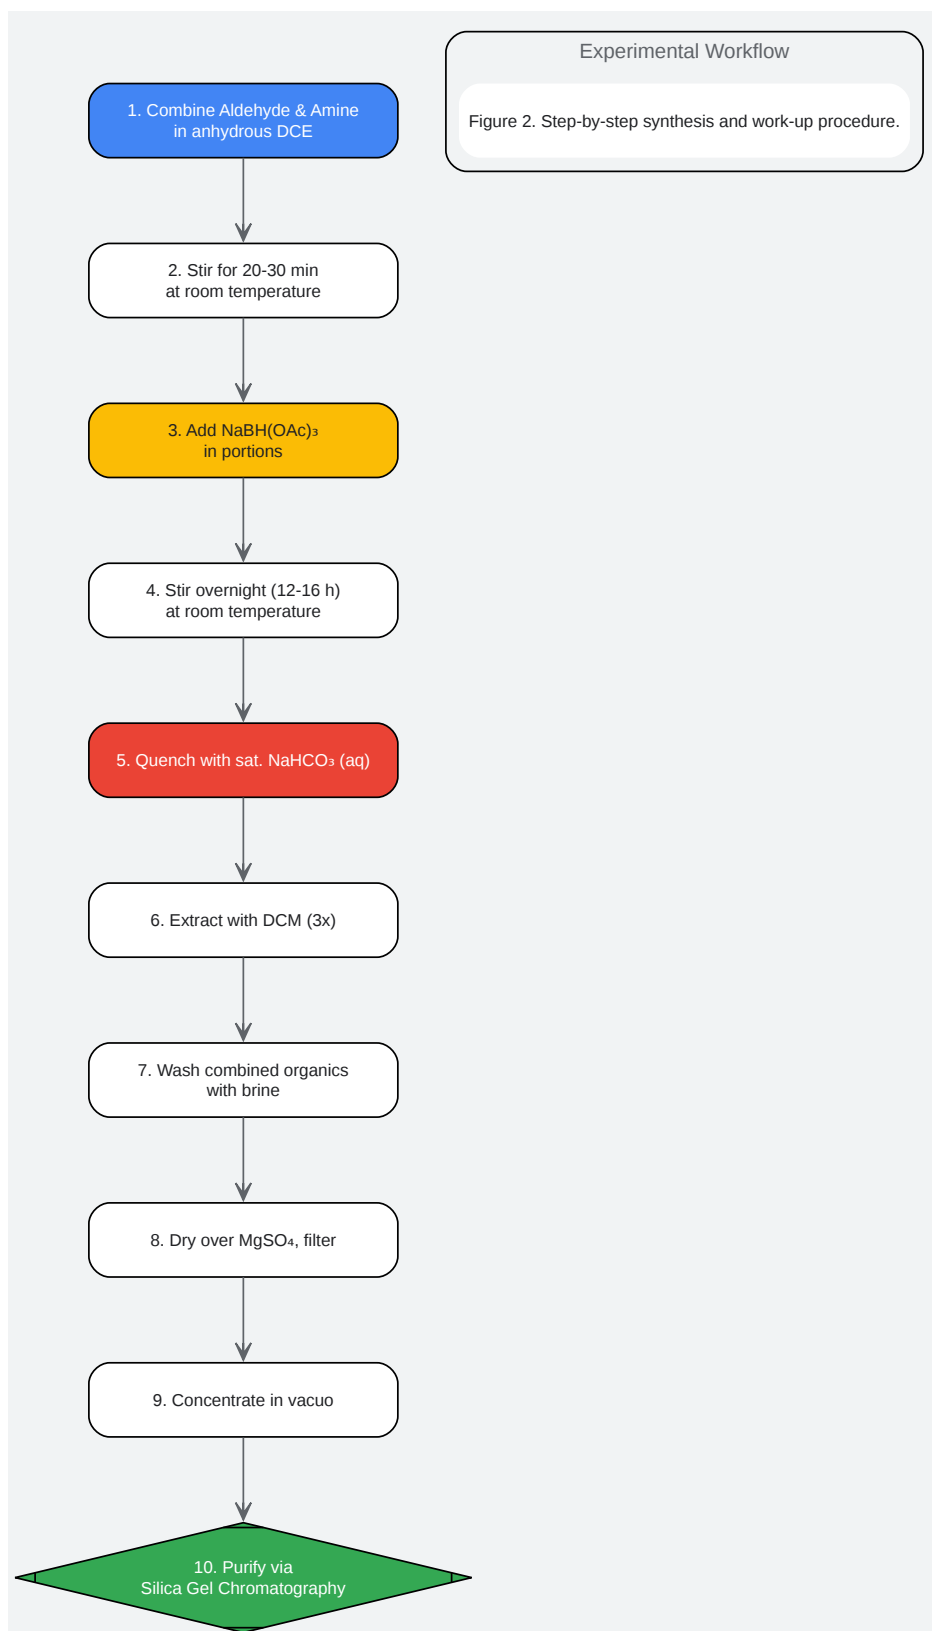 Experimental Workflow
Figure 2. Step-by-step synthesis and work-up procedure.
1. Combine Aldehyde & Amine
in anhydrous DCE
2. Stir for 20-30 min
at room temperature
3. Add NaBH(OAc)₃
in portions
4. Stir overnight (12-16 h)
at room temperature
5. Quench with sat. NaHCO₃ (aq)
6. Extract with DCM (3x)
7. Wash combined organics
with brine
8. Dry over MgSO₄, filter
9. Concentrate in vacuo
10. Purify via
Silica Gel Chromatography